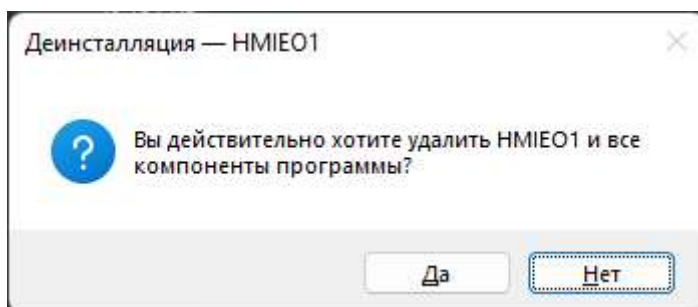 Деинсталляция — HMIEO1
Вы действительно хотите удалить HMIEO1 и все
компоненты программы?
Да
Нет